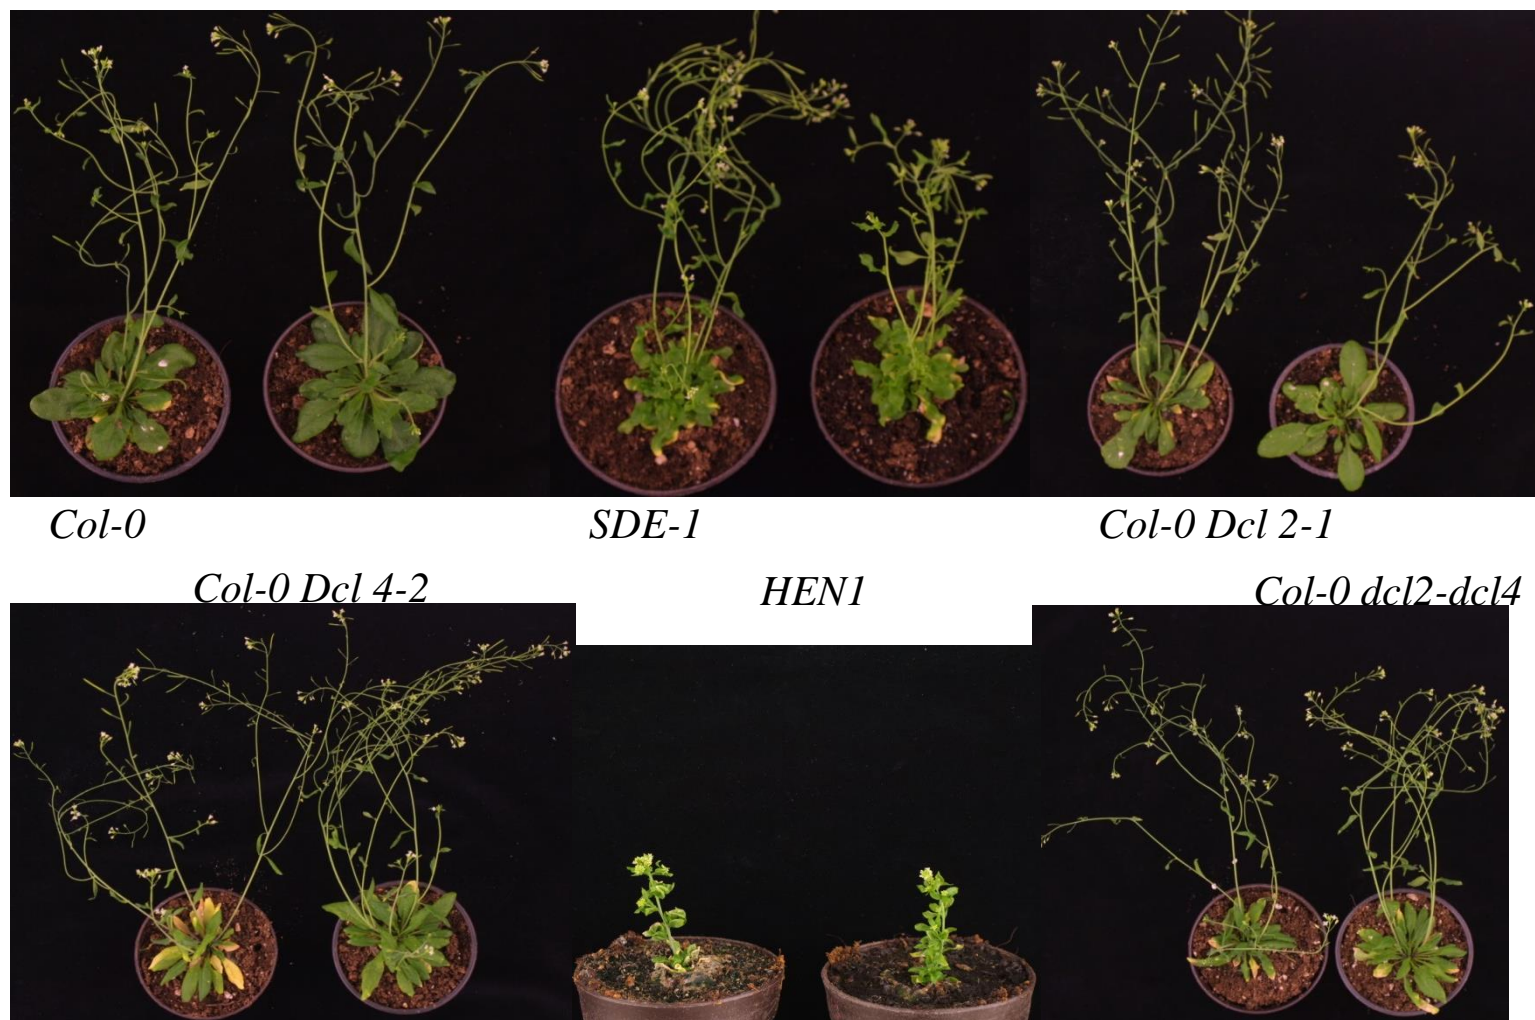 Col-0
SDE-1
Col-0 Dcl 2-1
Col-0 Dcl 4-2
HEN1
Col-0 dcl2-dcl4